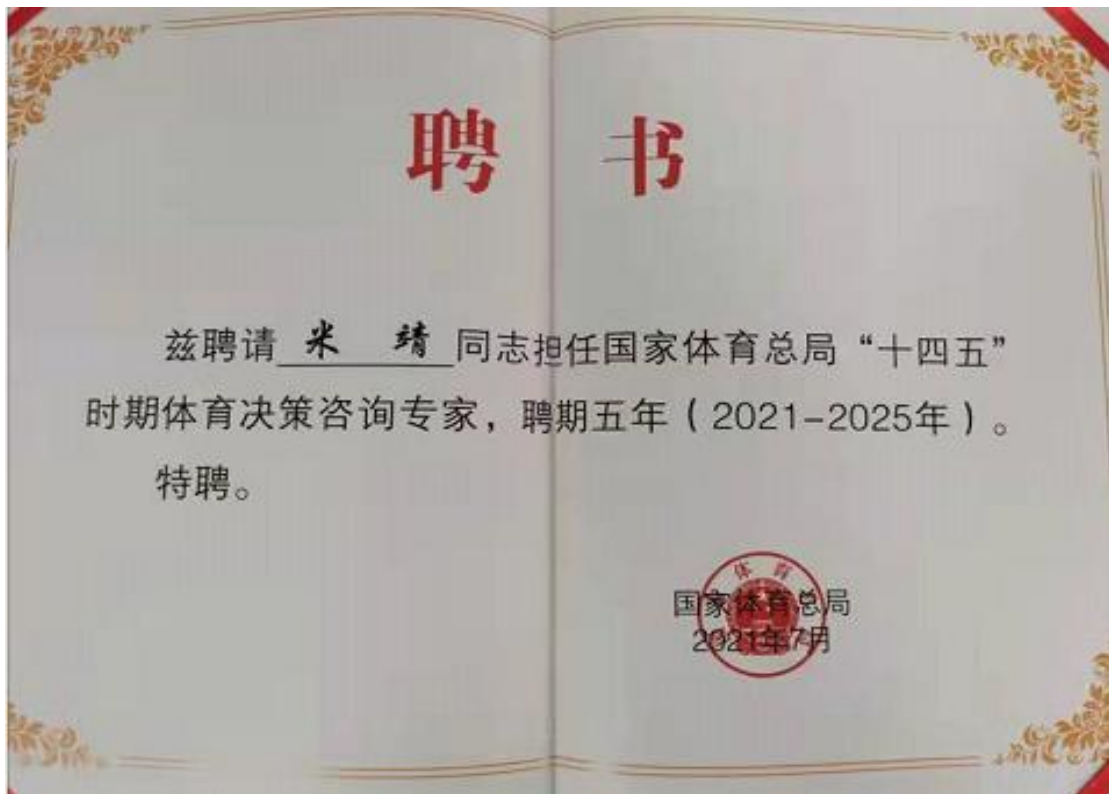 聘 书
兹聘请 米 靖 同志担任国家体育总局“十四五”
时期体育决策咨询专家，聘期五年（2021-2025年）。
特聘。
体育
国家体育总局
2021年7月